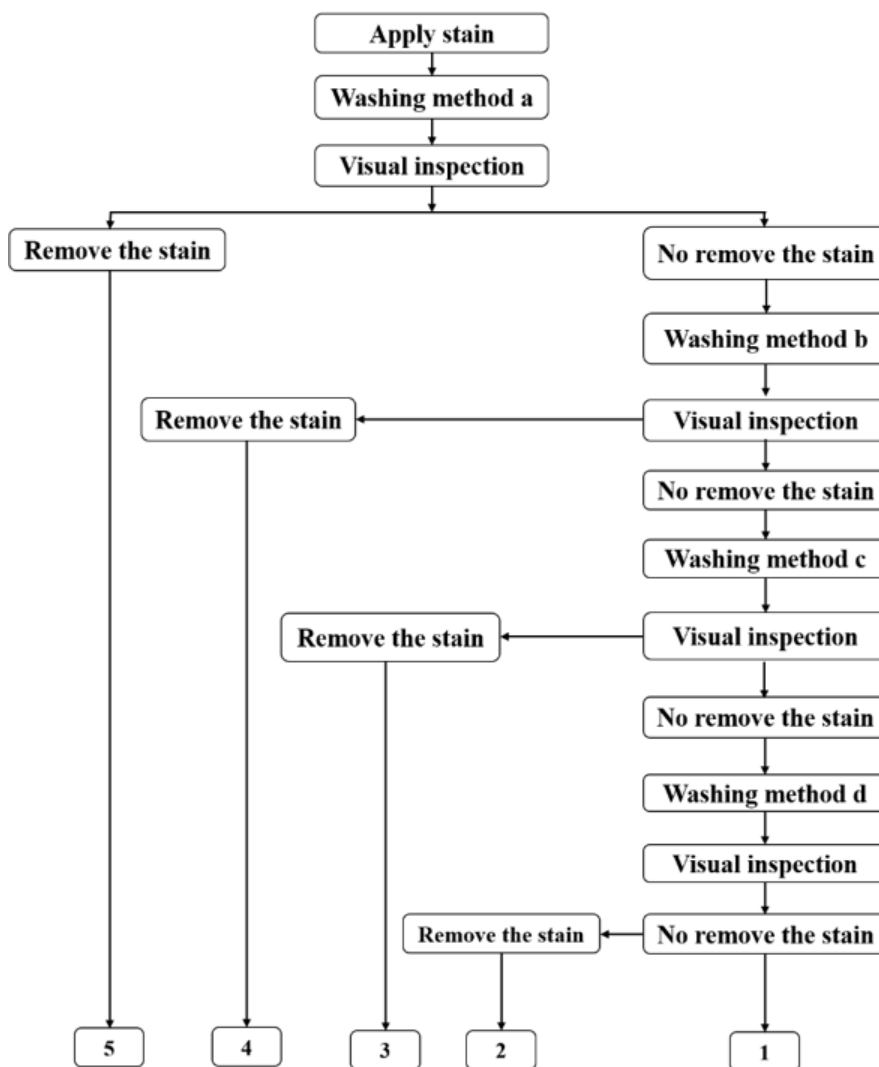 Apply stain
Washing method a
Visual inspection
Remove the stain
No remove the stain
Washing method b
Remove the stain
Visual inspection
No remove the stain
Washing method c
Remove the stain
Visual inspection
No remove the stain
Washing method d
Visual inspection
Remove the stain
No remove the stain
5
4
3
2
1